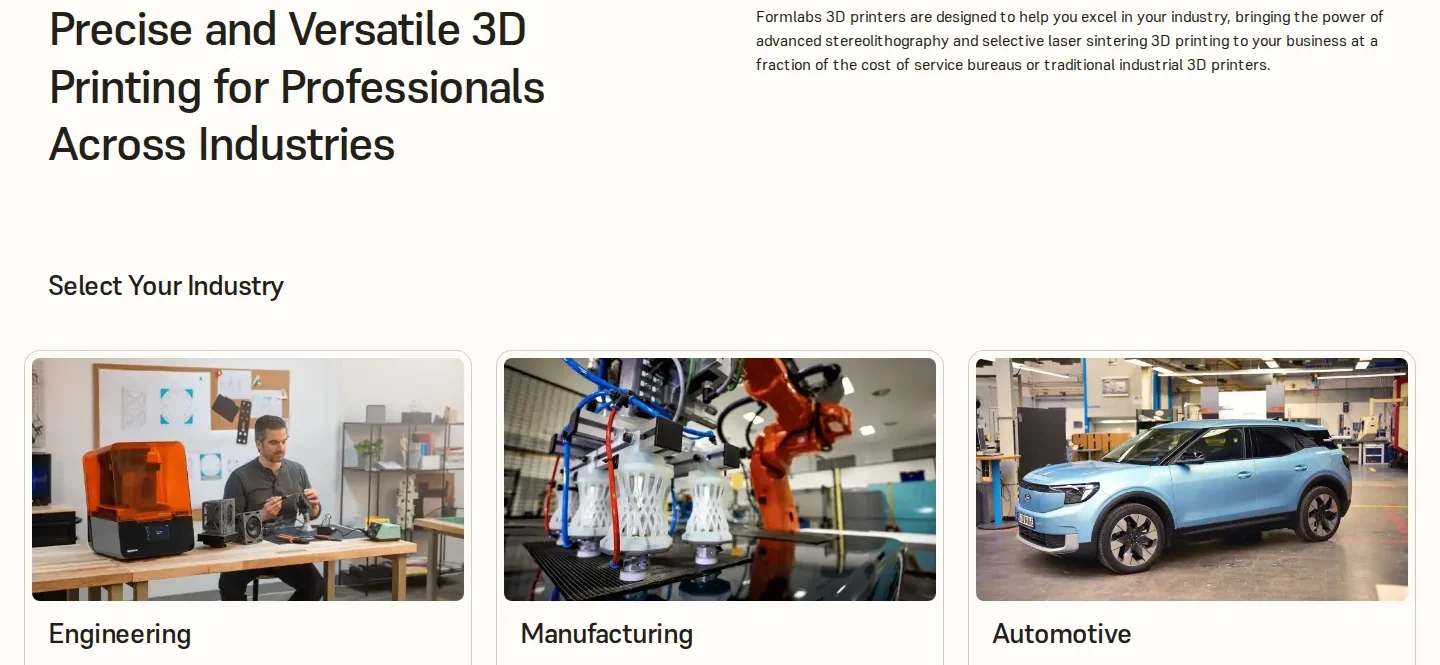 Precise and Versatile 3D
Printing for Professionals
Across Industries
Formlabs 3D printers are designed to help you excel in your industry, bringing the power of
advanced stereolithography and selective laser sintering 3D printing to your business at a
fraction of the cost of service bureaus or traditional industrial 3D printers.
Select Your Industry
Engineering
Manufacturing
Automotive